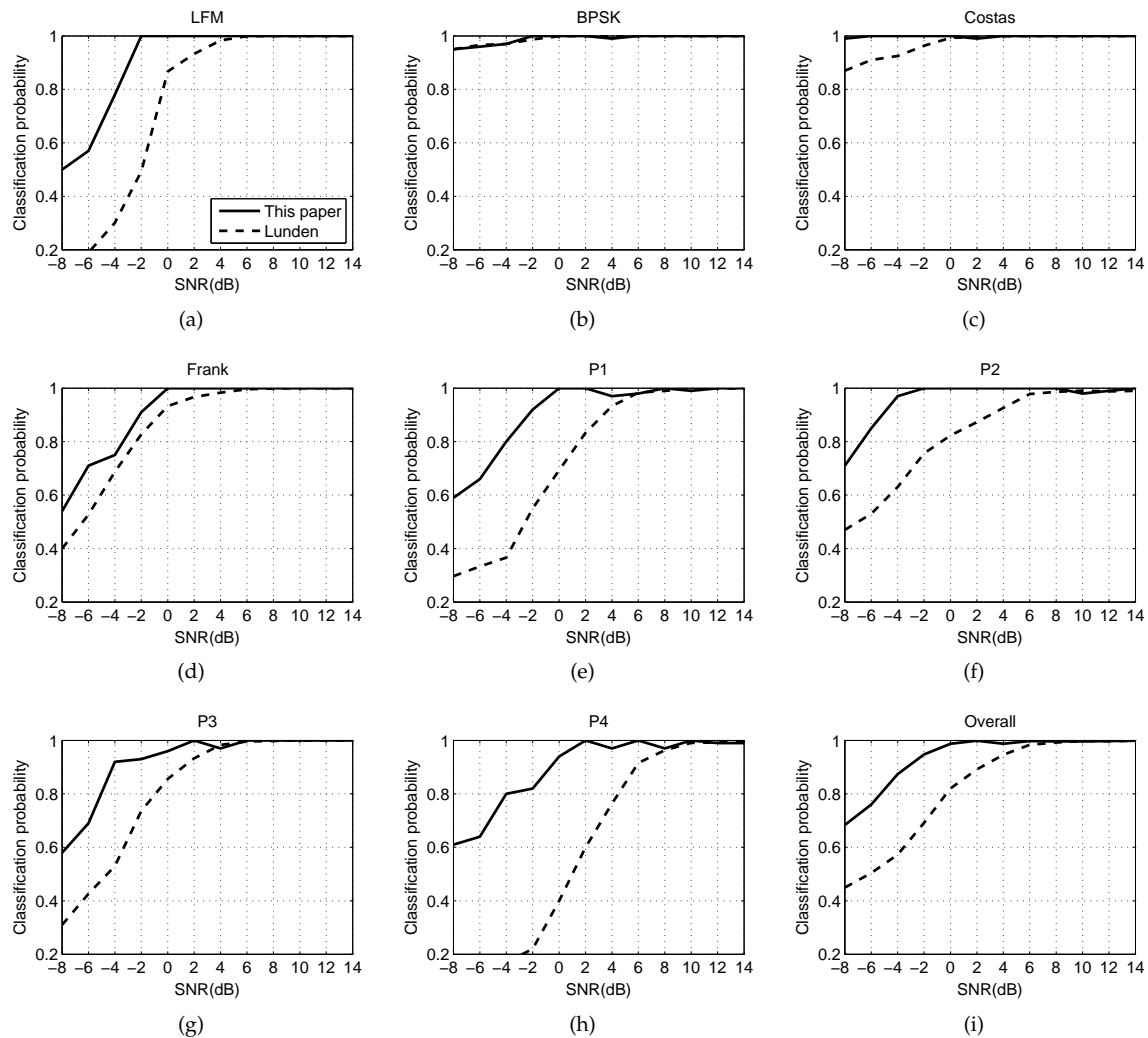 LFM
Classification probability
1
0.8
0.6
0.4
0.2
−8 −6 −4 −2 0 2 4 6 8 10 12 14
SNR(dB)
This paper
Lunden
(a)
BPSK
Classification probability
1
0.8
0.6
0.4
0.2
−8 −6 −4 −2 0 2 4 6 8 10 12 14
SNR(dB)
(b)
Costas
Classification probability
1
0.8
0.6
0.4
0.2
−8 −6 −4 −2 0 2 4 6 8 10 12 14
SNR(dB)
(c)
Frank
Classification probability
1
0.8
0.6
0.4
0.2
−8 −6 −4 −2 0 2 4 6 8 10 12 14
SNR(dB)
(d)
P1
Classification probability
1
0.8
0.6
0.4
0.2
−8 −6 −4 −2 0 2 4 6 8 10 12 14
SNR(dB)
(e)
P2
Classification probability
1
0.8
0.6
0.4
0.2
−8 −6 −4 −2 0 2 4 6 8 10 12 14
SNR(dB)
(f)
P3
Classification probability
1
0.8
0.6
0.4
0.2
−8 −6 −4 −2 0 2 4 6 8 10 12 14
SNR(dB)
(g)
P4
Classification probability
1
0.8
0.6
0.4
0.2
−8 −6 −4 −2 0 2 4 6 8 10 12 14
SNR(dB)
(h)
Overall
Classification probability
1
0.8
0.6
0.4
0.2
−8 −6 −4 −2 0 2 4 6 8 10 12 14
SNR(dB)
(i)